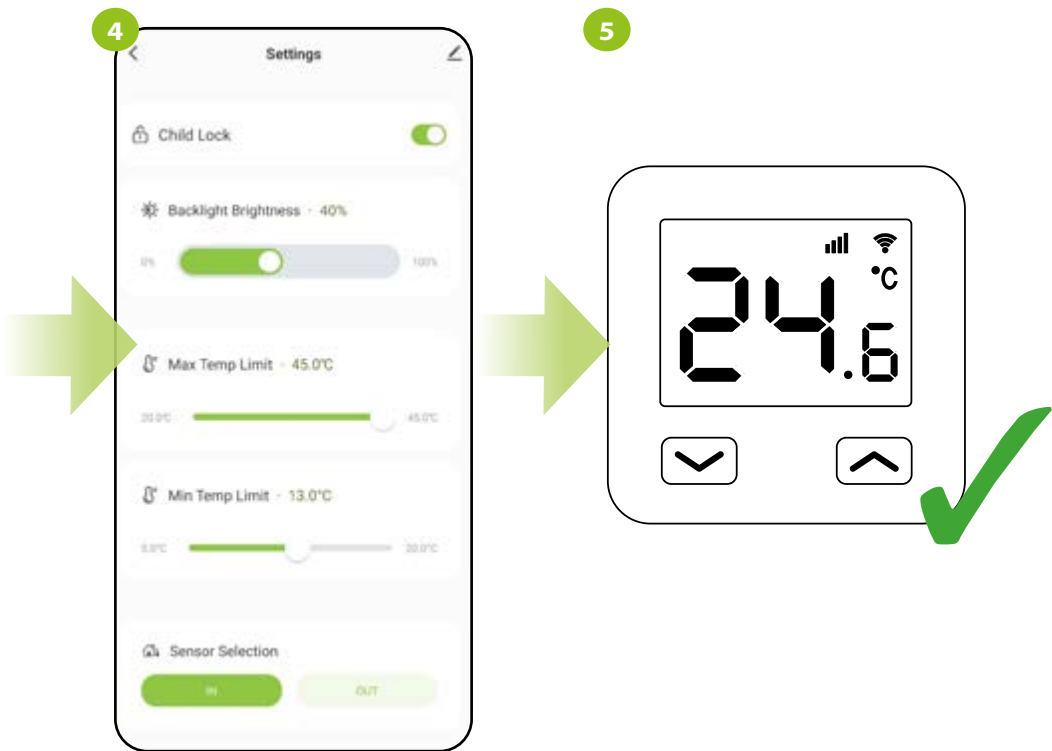 4
Settings
Child Lock
Backlight Brightness · 40%
0% 100%
Max Temp Limit · 45.0°C
20.0°C 45.0°C
Min Temp Limit · 13.0°C
5.0°C 20.0°C
Sensor Selection
IN OUT
5
°C
24.6